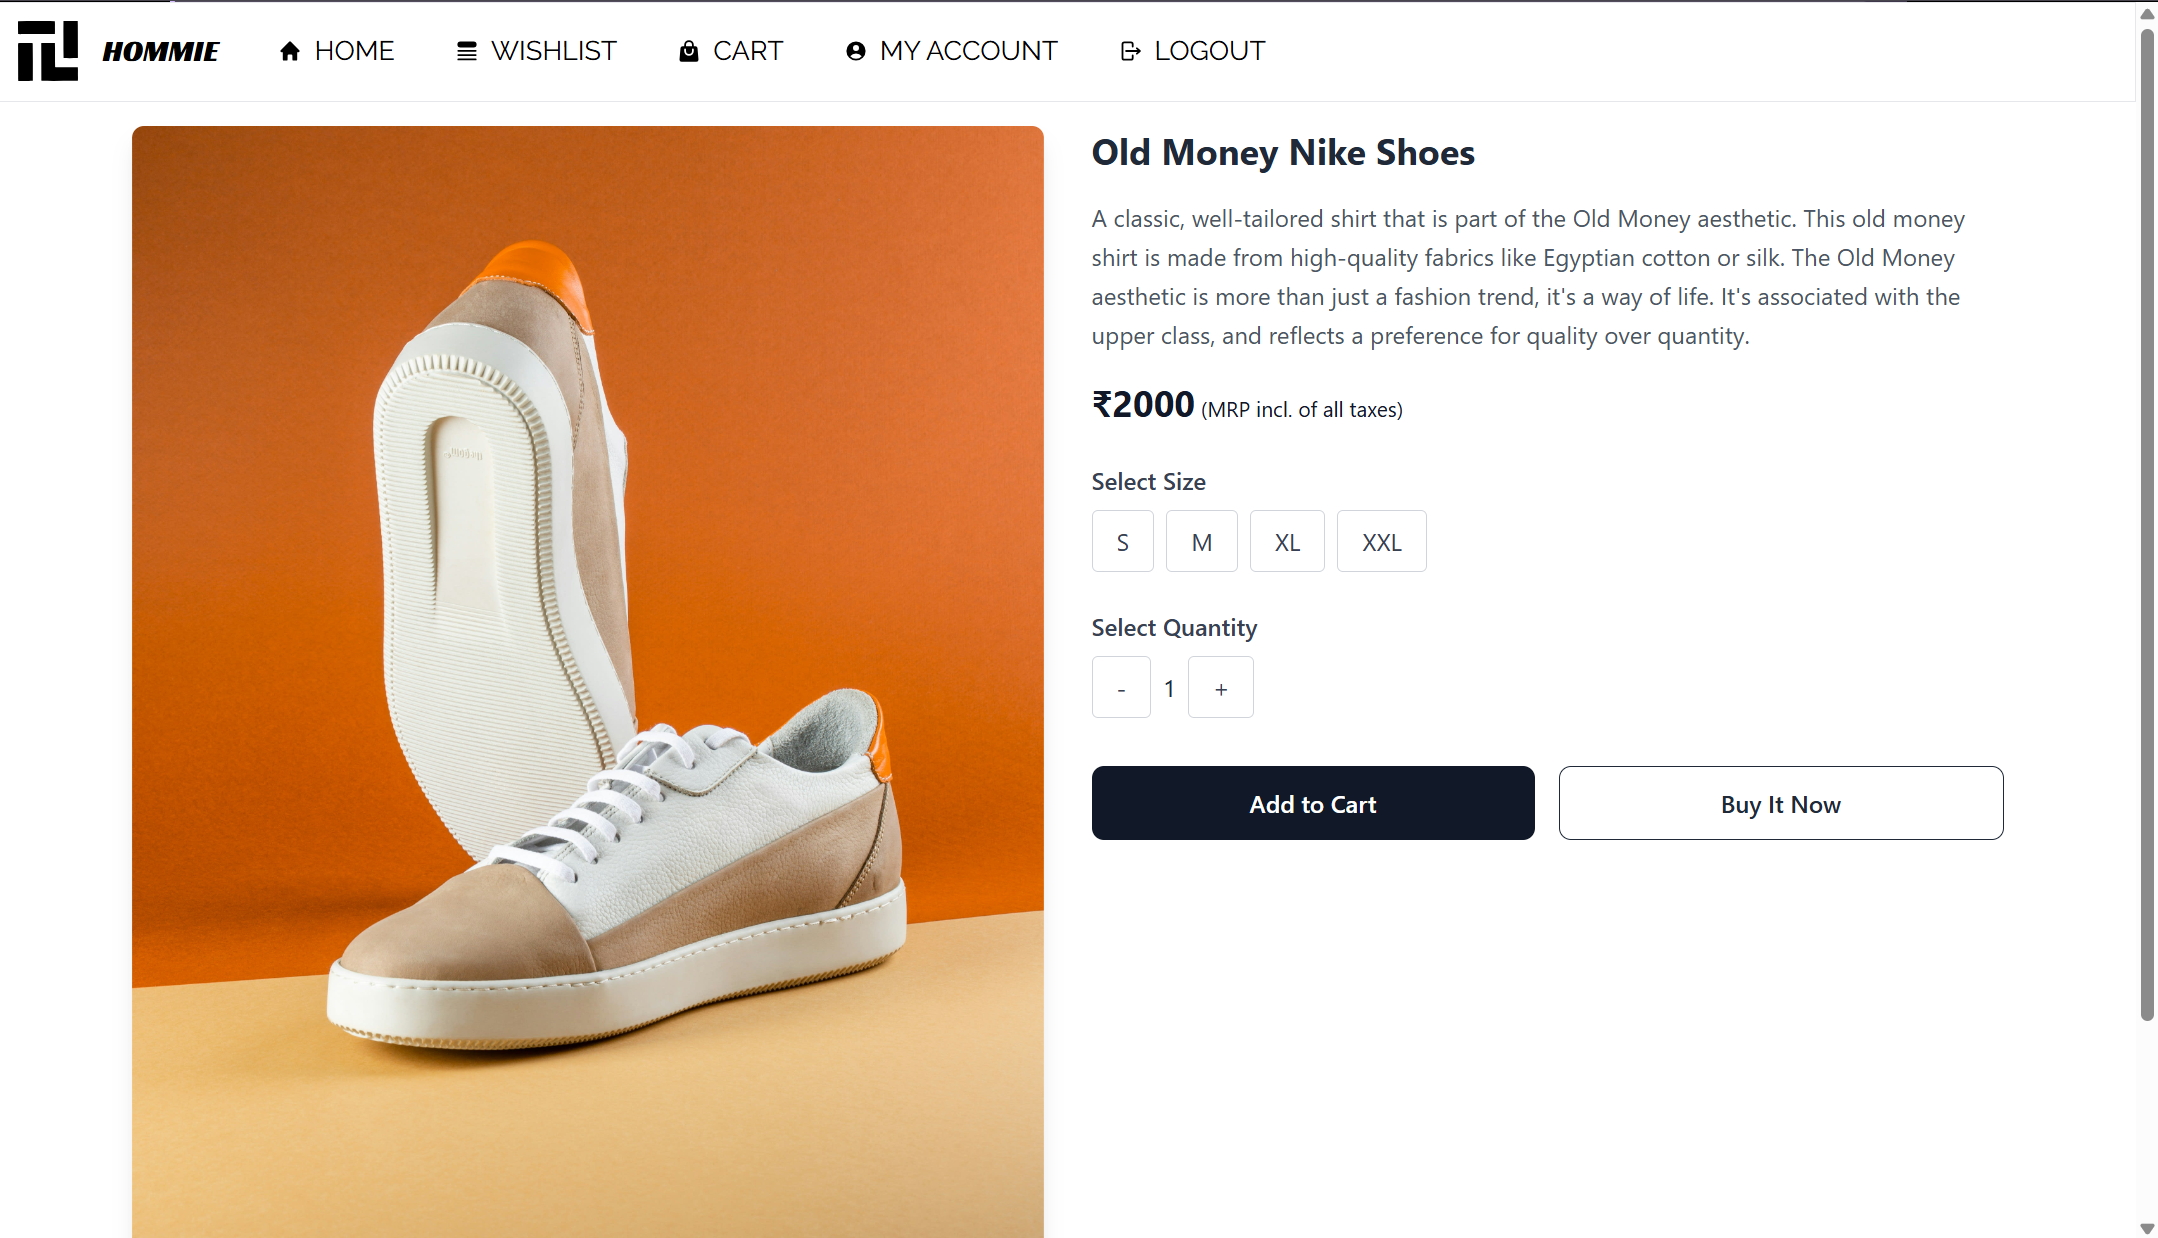 HOMMIE
HOME
WISHLIST
CART
MY ACCOUNT
LOGOUT
Old Money Nike Shoes
A classic, well-tailored shirt that is part of the Old Money aesthetic. This old money
shirt is made from high-quality fabrics like Egyptian cotton or silk. The Old Money
aesthetic is more than just a fashion trend, it's a way of life. It's associated with the
upper class, and reflects a preference for quality over quantity.
₹2000 (MRP incl. of all taxes)
Select Size
S M XL XXL
Select Quantity
- 1 +
Add to Cart
Buy It Now